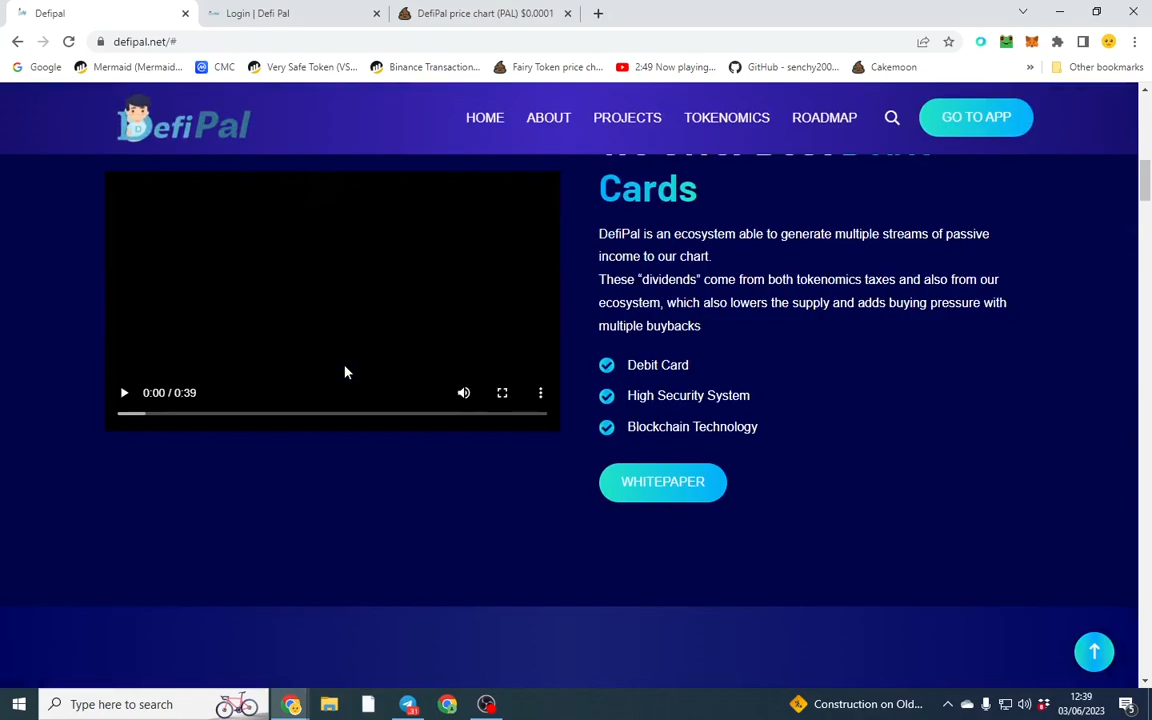 Defipal
Login | Defi Pal
DefiPal price chart (PAL) $0.0001
defipal.net/#
Google
Mermaid (Mermaid...
CMC
Very Safe Token (VS...
Binance Transaction...
Fairy Token price ch...
2:49 Now playing...
GitHub - senchy200...
Cakemoon
»
Other bookmarks
DefiPal
HOME
ABOUT
PROJECTS
TOKENOMICS
ROADMAP
GO TO APP
Cards
DefiPal is an ecosystem able to generate multiple streams of passive
income to our chart.
These “dividends” come from both tokenomics taxes and also from our
ecosystem, which also lowers the supply and adds buying pressure with
multiple buybacks
0:00 / 0:39
Debit Card
High Security System
Blockchain Technology
WHITEPAPER
Type here to search
31
Construction on Old...
12:39
03/06/2023
5